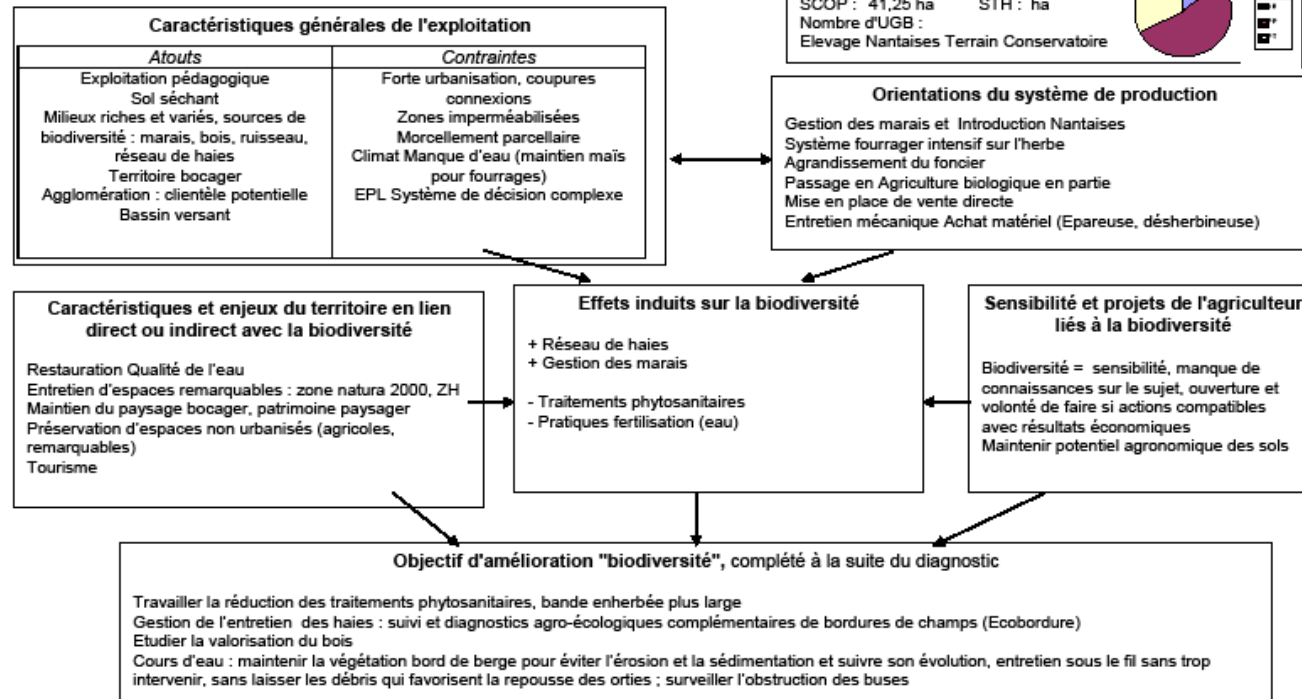 SCOP : 41,25 ha STH : ha
Nombre d'UGB :
Elevage Nantaises Terrain Conservatoire
Caractéristiques générales de l'exploitation
Atouts
Exploitation pédagogique
Sol séchant
Milieux riches et variés, sources de
biodiversité : marais, bois, ruisseau,
réseau de haies
Territoire bocager
Agglomération : clientèle potentielle
Bassin versant
Contraintes
Forte urbanisation, coupures
connexions
Zones imperméabilisées
Morcellement parcellaire
Climat Manque d'eau (maintien maïs
pour fourrages)
EPL Système de décision complexe
Orientations du système de production
Gestion des marais et Introduction Nantaises
Système fourrager intensif sur l'herbe
Agrandissement du foncier
Passage en Agriculture biologique en partie
Mise en place de vente directe
Entretien mécanique Achat matériel (Epareuse, désherbineuse)
Caractéristiques et enjeux du territoire en lien
direct ou indirect avec la biodiversité
Restauration Qualité de l'eau
Entretien d'espaces remarquables : zone natura 2000, ZH
Maintien du paysage bocager, patrimoine paysager
Préservation d'espaces non urbanisés (agricoles,
remarquables)
Tourisme
Effets induits sur la biodiversité
+ Réseau de haies
+ Gestion des marais
- Traitements phytosanitaires
- Pratiques fertilisation (eau)
Sensibilité et projets de l'agriculteur
liés à la biodiversité
Biodiversité = sensibilité, manque de
connaissances sur le sujet, ouverture et
volonté de faire si actions compatibles
avec résultats économiques
Maintenir potentiel agronomique des sols
Objectif d'amélioration "biodiversité", complété à la suite du diagnostic
Travailler la réduction des traitements phytosanitaires, bande enherbée plus large
Gestion de l'entretien des haies : suivi et diagnostics agro-écologiques complémentaires de bordures de champs (Ecobordure)
Etudier la valorisation du bois
Cours d'eau : maintenir la végétation bord de berge pour éviter l'érosion et la sédimentation et suivre son évolution, entretien sous le fil sans trop
intervenir, sans laisser les débris qui favorisent la repousse des orties ; surveiller l'obstruction des buses